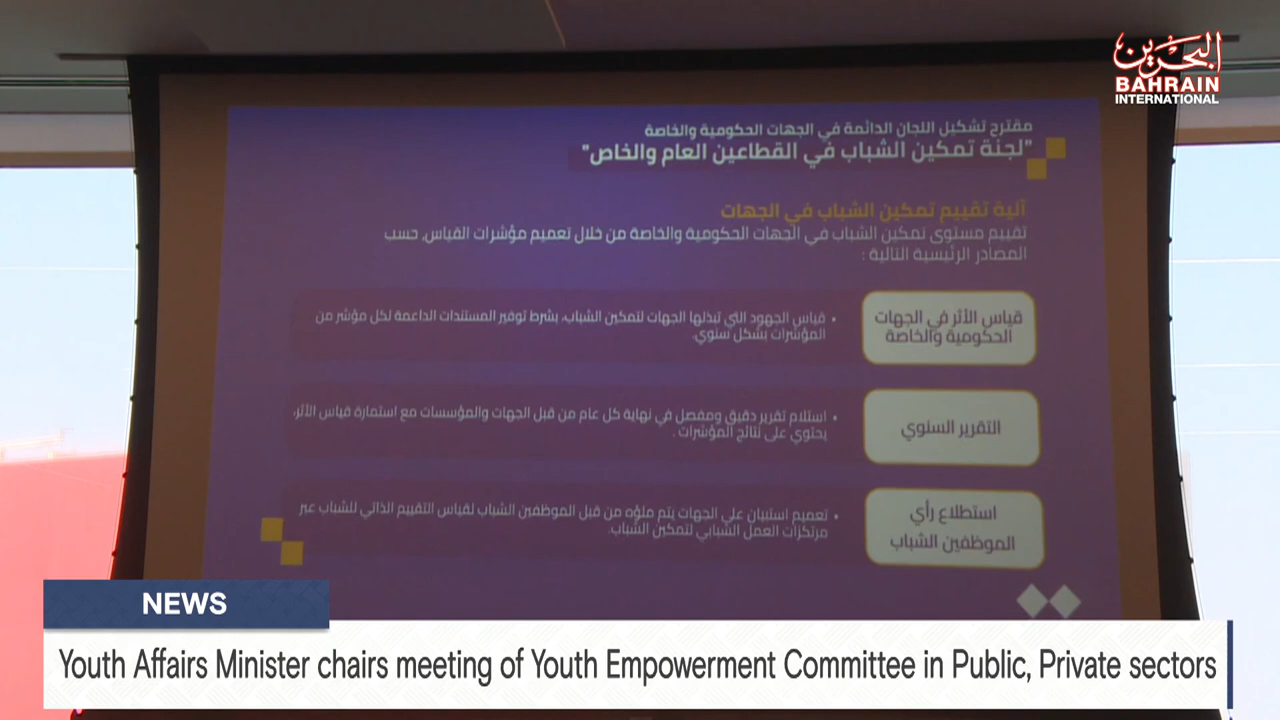 البحرين
BAHRAIN
INTERNATIONAL
مقترح تشكيل اللجان الدائمة في الجهات الحكومية والخاصة
"لجنة تمكين الشباب في القطاعين العام والخاص"
آلية تقييم تمكين الشباب في الجهات
تقييم مستوى تمكين الشباب في الجهات الحكومية والخاصة من خلال تعميم مؤشرات القياس، حسب
المصادر الرئيسية التالية :
قياس الأثر في الجهات
الحكومية والخاصة
• قياس الجهود التي تبذلها الجهات لتمكين الشباب، بشرط توفير المستندات الداعمة لكل مؤشر من
المؤشرات بشكل سنوي.
التقرير السنوي
• استلام تقرير دقيق ومفصل في نهاية كل عام من قبل الجهات والمؤسسات مع استمارة قياس الأثر،
يحتوي على نتائج المؤشرات .
استطلاع رأي
الموظفين الشباب
• تعميم استبيان على الجهات يتم ملؤه من قبل الموظفين الشباب لقياس التقييم الذاتي للشباب عبر
مرتكزات العمل الشبابي لتمكين الشباب.
NEWS
Youth Affairs Minister chairs meeting of Youth Empowerment Committee in Public, Private sectors